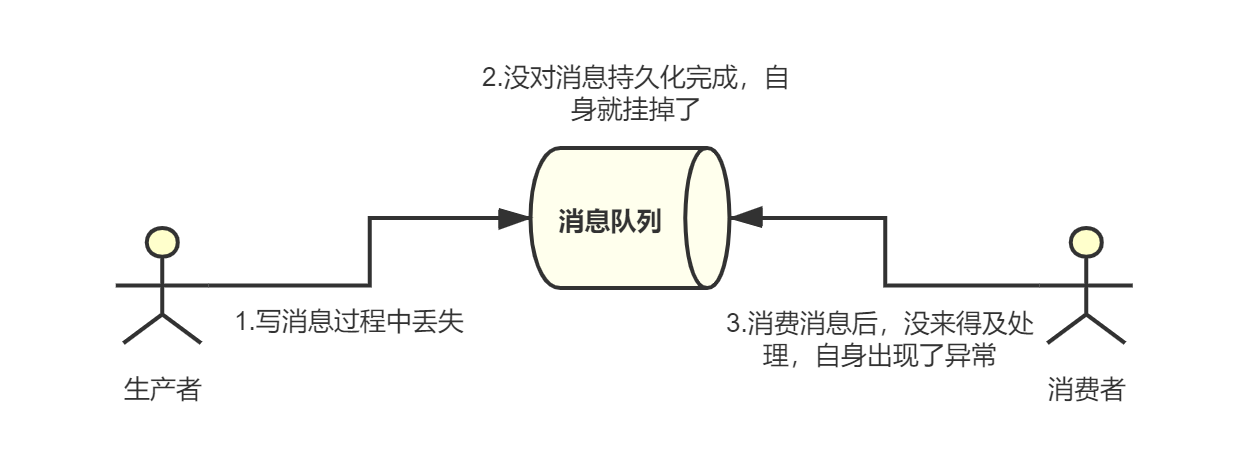 2.没对消息持久化完成，自
身就挂掉了
消息队列
1.写消息过程中丢失
3.消费消息后，没来得及处
理，自身出现了异常
生产者
消费者